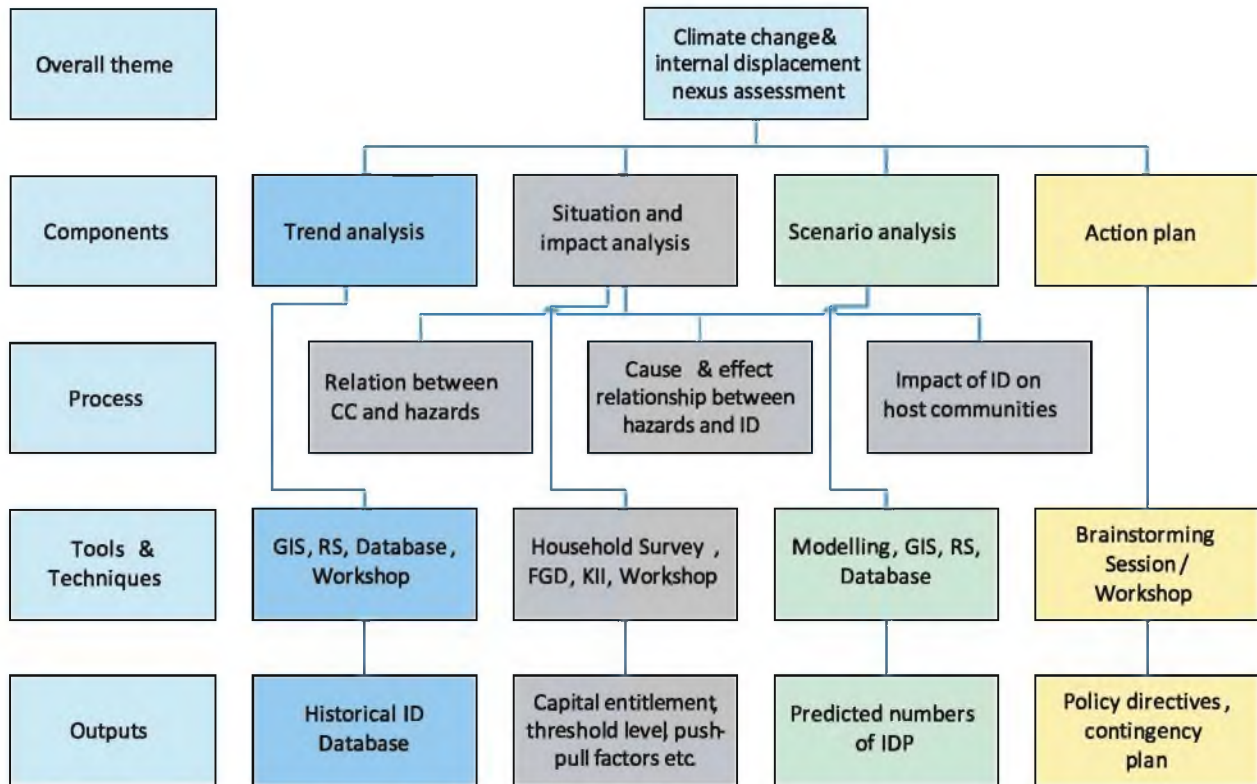 Overall theme
Climate change &
internal displacement
nexus assessment
Components
Trend analysis
Situation and
impact analysis
Scenario analysis
Action plan
Process
Relation between
CC and hazards
Cause & effect
relationship between
hazards and ID
Impact of ID on
host communities
Tools &
Techniques
GIS, RS, Database,
Workshop
Household Survey ,
FGD, KII, Workshop
Modelling, GIS, RS,
Database
Brainstorming
Session /
Workshop
Outputs
Historical ID
Database
Capital entitlement,
threshold level, push-
pull factors etc.
Predicted numbers
of IDP
Policy directives ,
contingency
plan